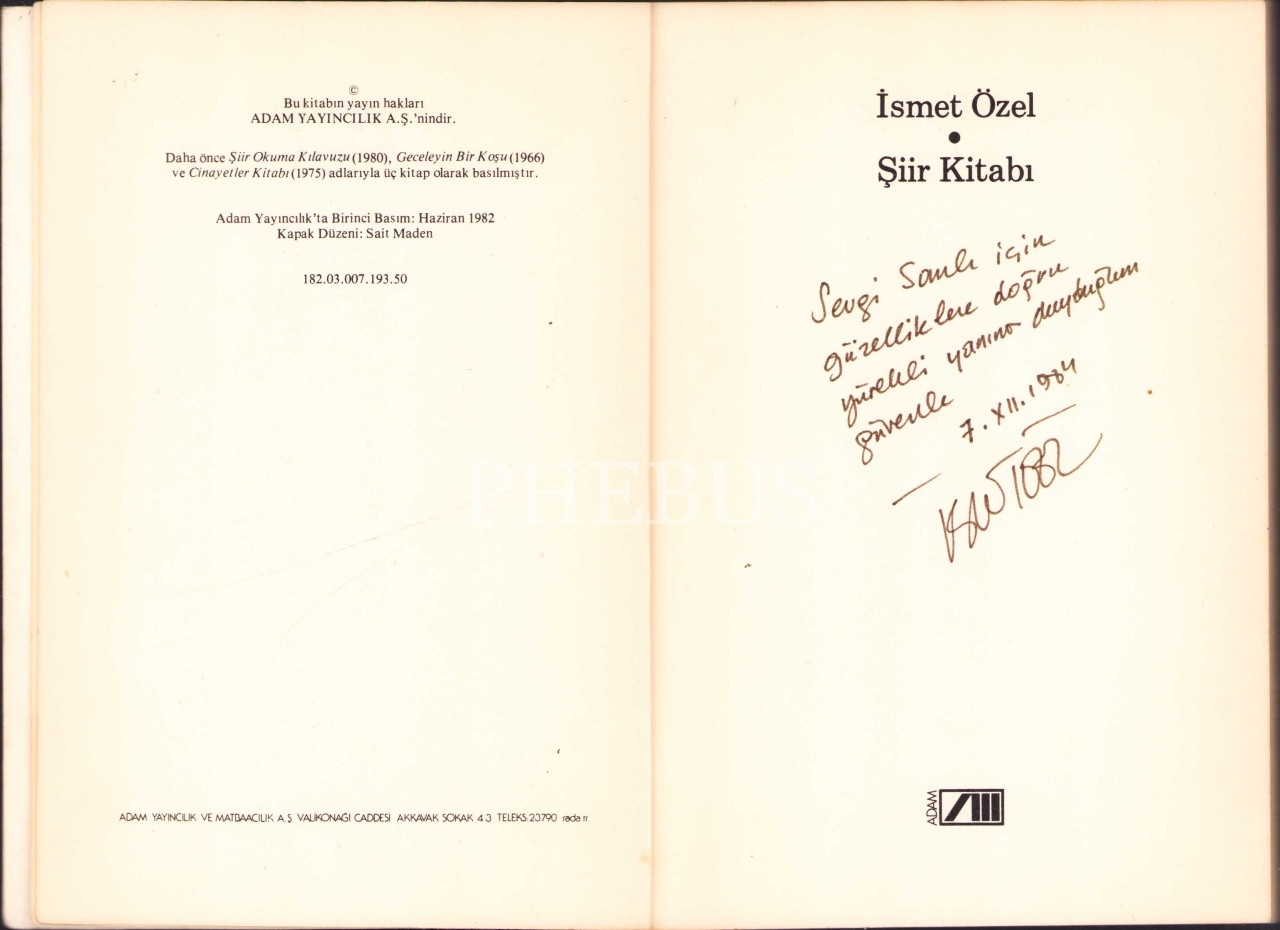 ©
Bu kitabın yayın hakları
ADAM YAYINCILIK A.Ş.'nindir.
Daha önce Şiir Okuma Kılavuzu (1980), Geceleyin Bir Koşu (1966)
ve Cinayetler Kitabı (1975) adlarıyla üç kitap olarak basılmıştır.
Adam Yayıncılık'ta Birinci Basım: Haziran 1982
Kapak Düzeni: Sait Maden
182.03.007.193.50
ADAM YAYINCILIK VE MATBAACILIK A.Ş. VALİKONAĞI CADDESİ AKKAVAK SOKAK 4 3 TELEKS: 23790 rada tr
İsmet Özel
•
Şiir Kitabı
Sevgi Sanlı için
güzelliklere doğru
yürekli yanına duyduğum
güvenle
7.XII.1984
ADAM
PHEBUS